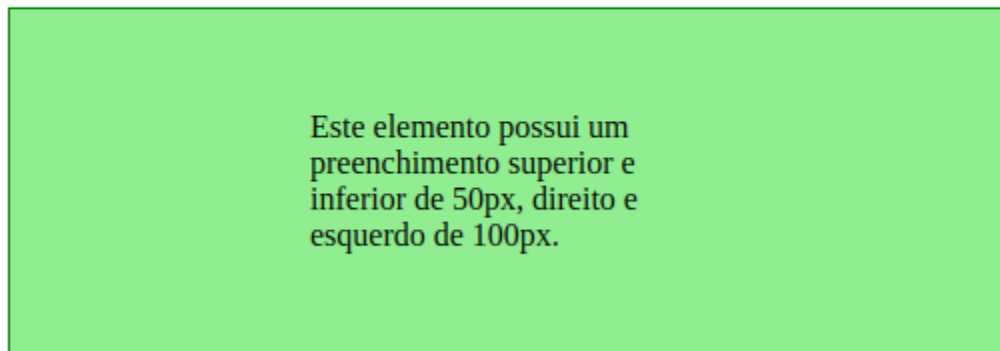 Este elemento possui um
preenchimento superior e
inferior de 50px, direito e
esquerdo de 100px.